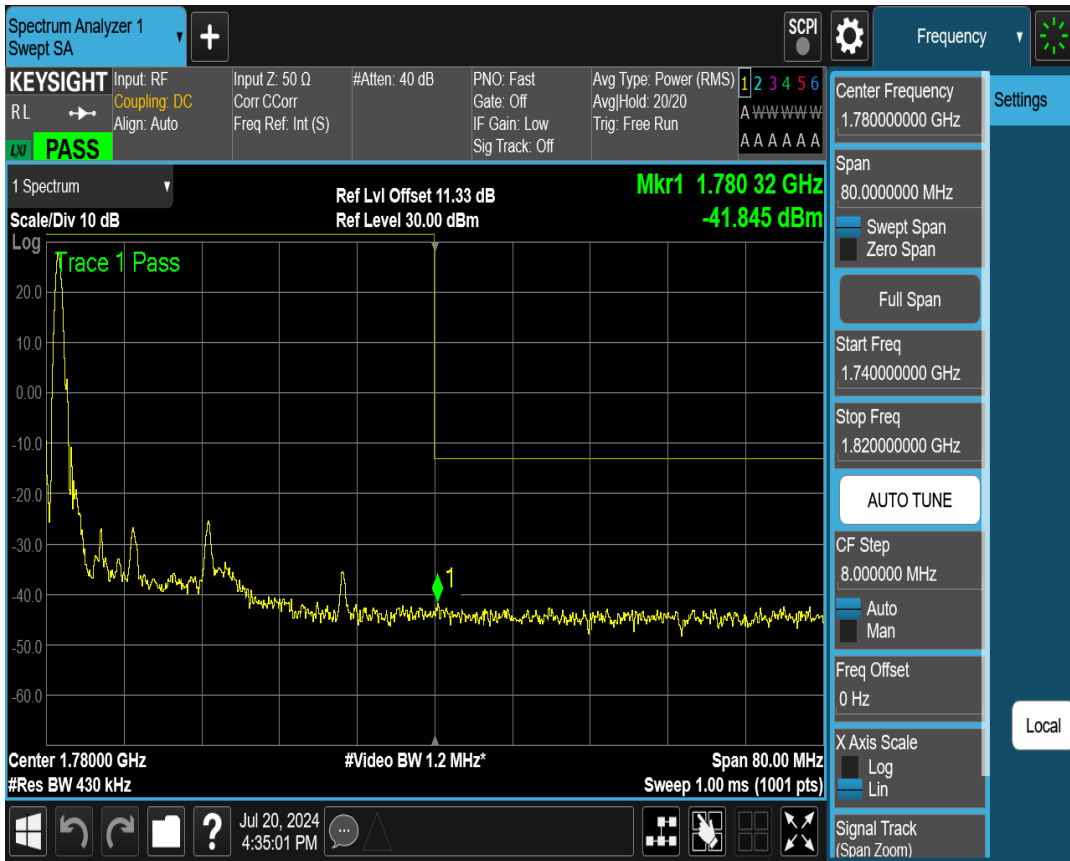 Spectrum Analyzer 1
Swept SA
+
SCPI
Frequency
KEYSIGHT
RL
LXI PASS
Input: RF
Coupling: DC
Align: Auto
Input Z: 50 Ω
Corr CCorr
Freq Ref: Int (S)
#Atten: 40 dB
PNO: Fast
Gate: Off
IF Gain: Low
Sig Track: Off
Avg Type: Power (RMS)
Avg|Hold: 20/20
Trig: Free Run
1 2 3 4 5 6
A W W W W W
A A A A A A
1 Spectrum
Scale/Div 10 dB
Ref Lvl Offset 11.33 dB
Ref Level 30.00 dBm
Mkr1 1.780 32 GHz
-41.845 dBm
Log
Trace 1 Pass
20.0
10.0
0.00
-10.0
-20.0
-30.0
-40.0
-50.0
-60.0
1
Center 1.78000 GHz
#Res BW 430 kHz
#Video BW 1.2 MHz*
Span 80.00 MHz
Sweep 1.00 ms (1001 pts)
Jul 20, 2024
4:35:01 PM
Center Frequency
1.780000000 GHz
Span
80.0000000 MHz
Swept Span
Zero Span
Full Span
Start Freq
1.740000000 GHz
Stop Freq
1.820000000 GHz
AUTO TUNE
CF Step
8.000000 MHz
Auto
Man
Freq Offset
0 Hz
X Axis Scale
Log
Lin
Signal Track
(Span Zoom)
Settings
Local